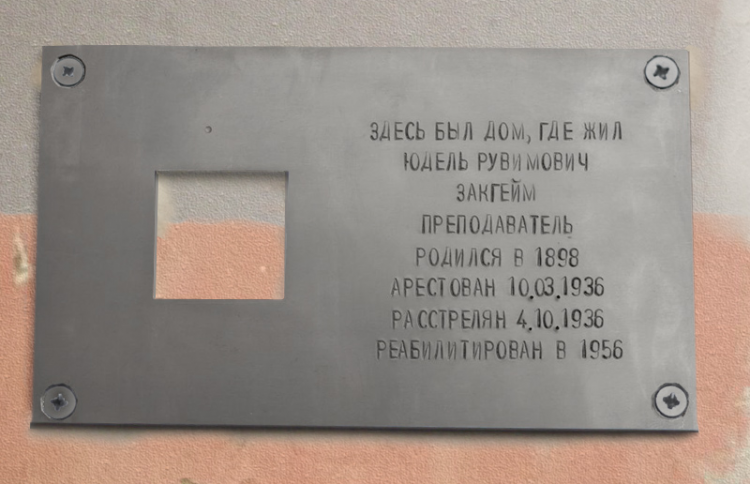 ЗДЕСЬ БЫЛ ДОМ, ГДЕ ЖИЛ
ЮДЕЛЬ РУВИМОВИЧ
ЗАКГЕЙМ
ПРЕПОДАВАТЕЛЬ
РОДИЛСЯ В 1898
АРЕСТОВАН 10.03.1936
РАССТРЕЛЯН 4.10.1936
РЕАБИЛИТИРОВАН В 1956